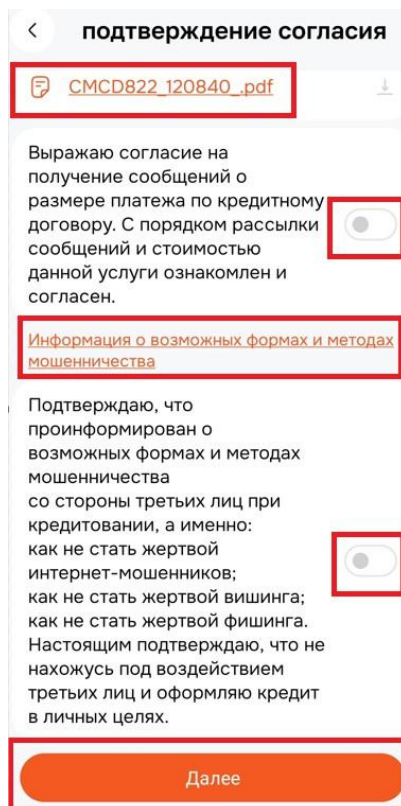 подтверждение согласия
CMCD822_120840_.pdf
Выражаю согласие на
получение сообщений о
размере платежа по кредитному
договору. С порядком рассылки
сообщений и стоимостью
данной услуги ознакомлен и
согласен.
Информация о возможных формах и методах
мошенничества
Подтверждаю, что
проинформирован о
возможных формах и методах
мошенничества
со стороны третьих лиц при
кредитовании, а именно:
как не стать жертвой
интернет-мошенников;
как не стать жертвой вишинга;
как не стать жертвой фишинга.
Настоящим подтверждаю, что не
нахожусь под воздействием
третьих лиц и оформляю кредит
в личных целях.
Далее